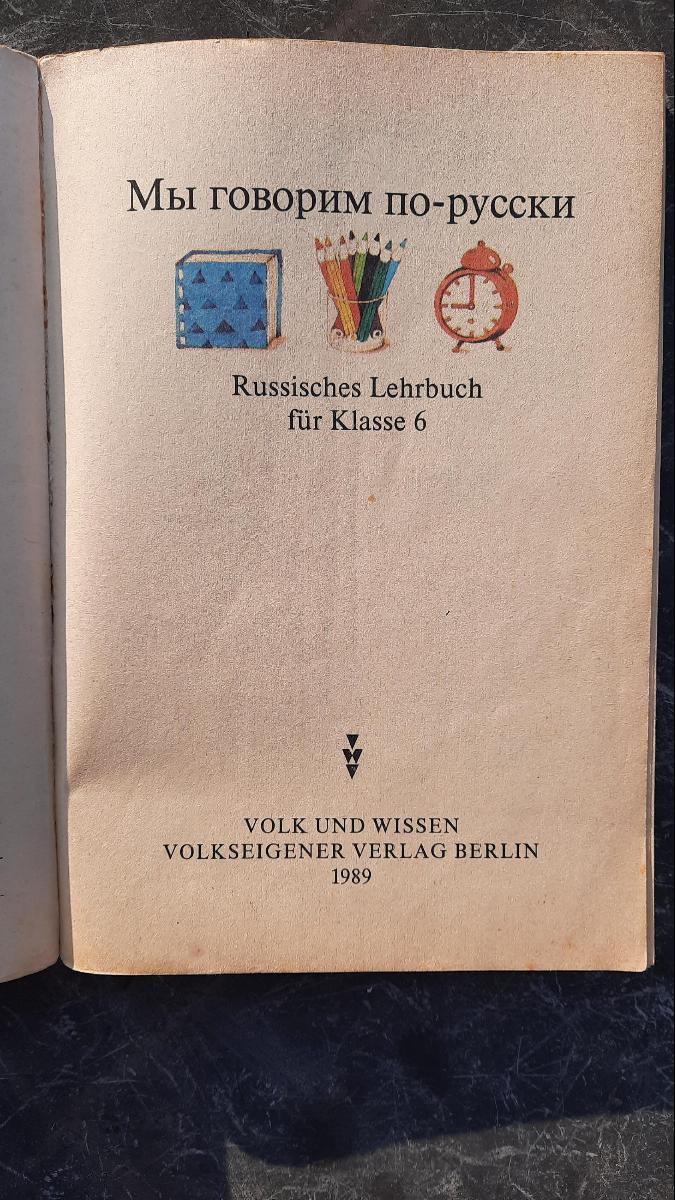 Мы говорим по-русски
Russisches Lehrbuch
für Klasse 6
VOLK UND WISSEN
VOLKSEIGENER VERLAG BERLIN
1989